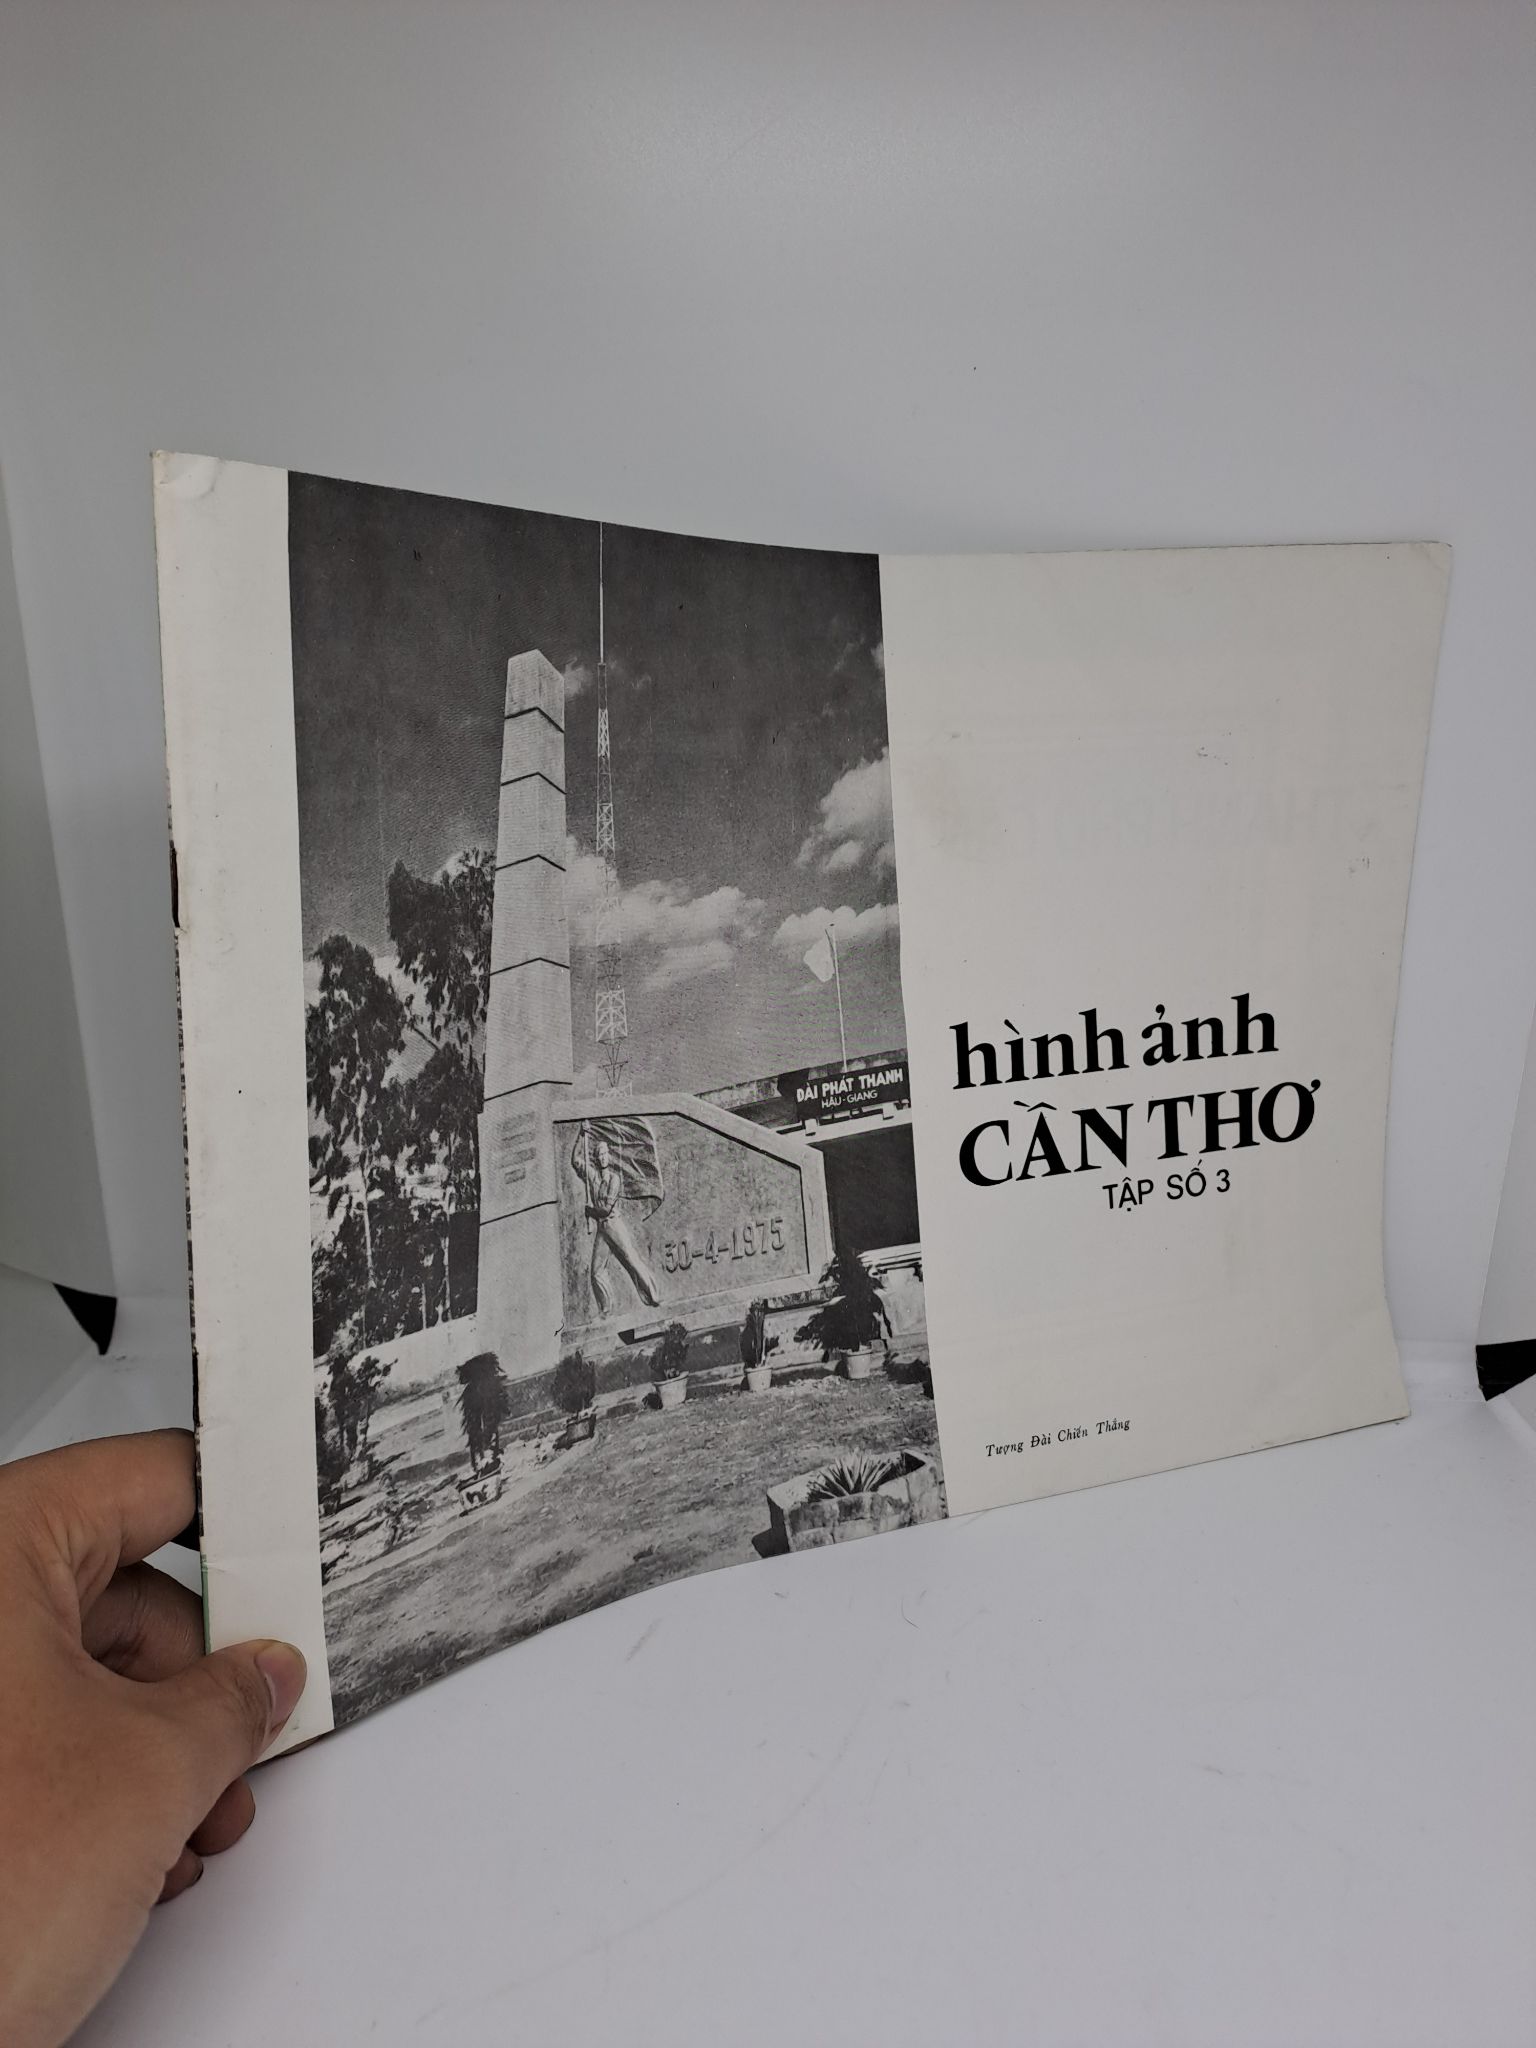 ĐÀI PHÁT THANH
HẬU-GIANG
30-4-1975
hình ảnh
CẦN THƠ
TẬP SỐ 3
Tượng Đài Chiến Thắng